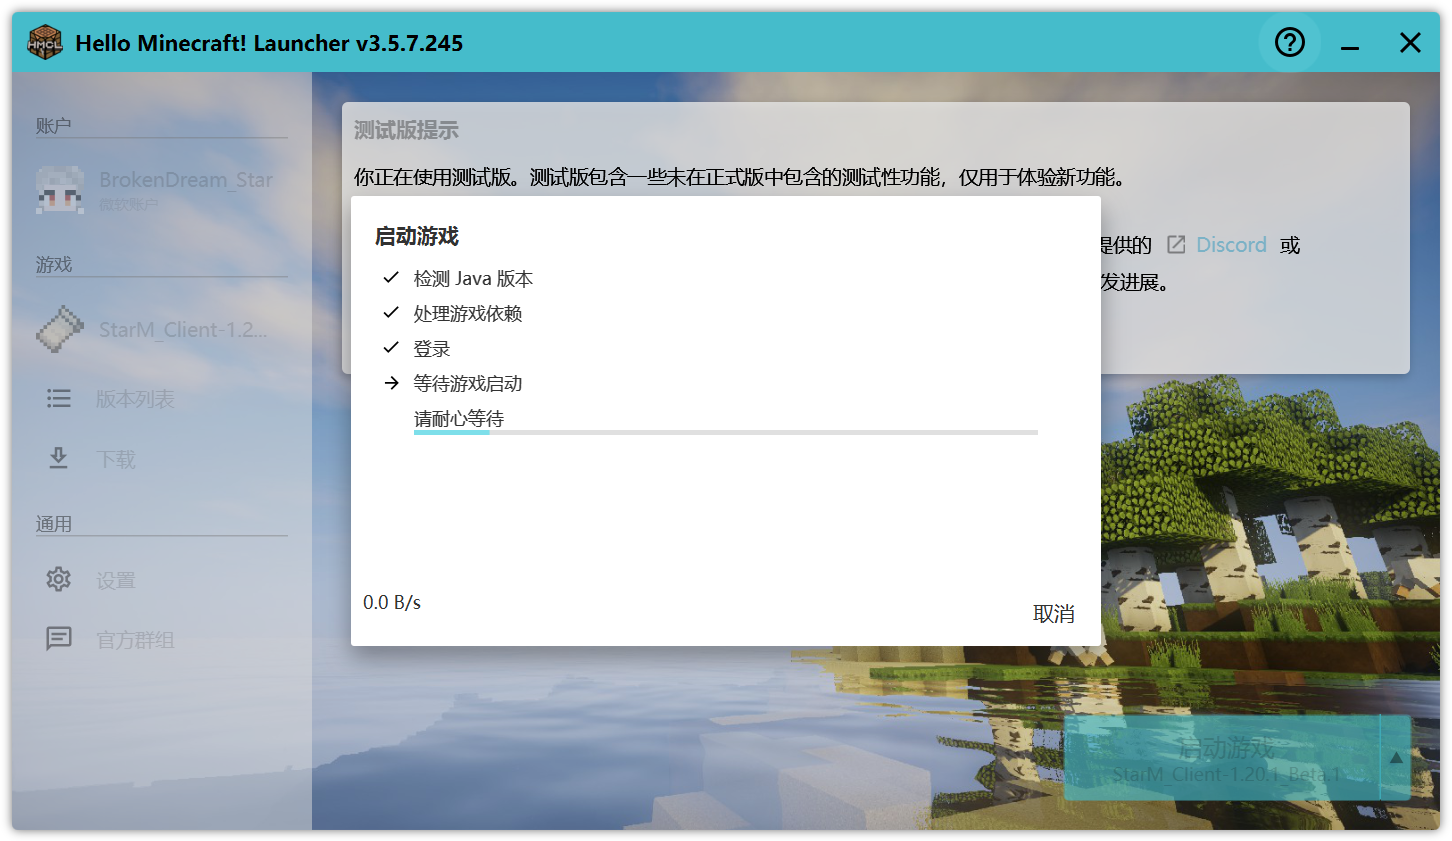 HMCL
Hello Minecraft! Launcher v3.5.7.245
账户
BrokenDream_Star
微软账户
游戏
StarM_Client-1.2...
版本列表
下载
通用
设置
官方群组
测试版提示
你正在使用测试版。测试版包含一些未在正式版中包含的测试性功能，仅用于体验新功能。
提供的 Discord 或
发进展。
启动游戏
检测 Java 版本
处理游戏依赖
登录
等待游戏启动
请耐心等待
0.0 B/s
取消
启动游戏
StarM_Client-1.20.1_Beta.1